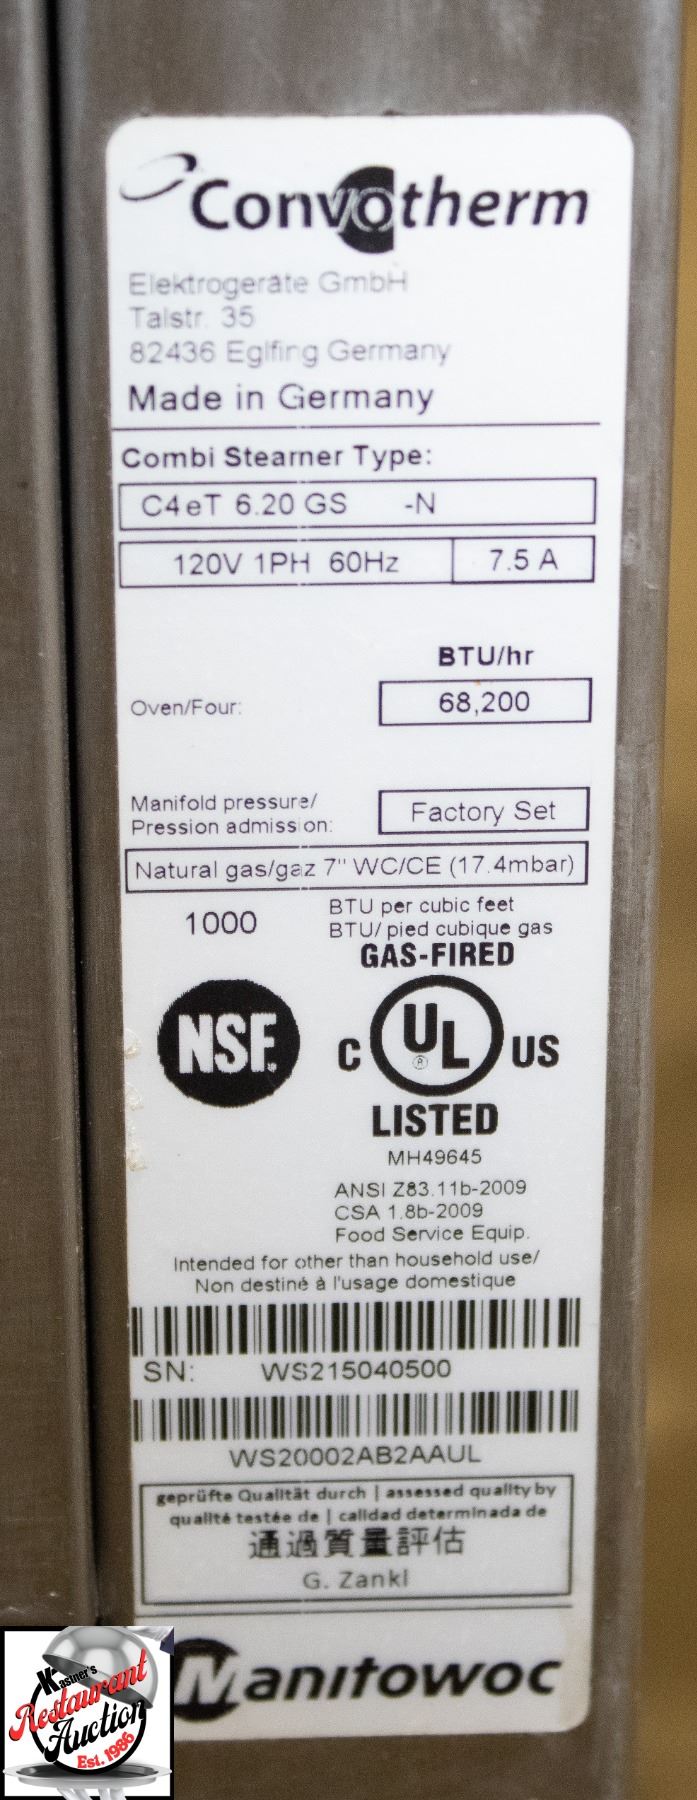 Convotherm
Elektrogeräte GmbH
Talstr. 35
82436 Eglfing Germany
Made in Germany
Combi Steamer Type:
C4eT 6.20 GS -N
120V 1PH 60Hz 7.5 A
BTU/hr
Oven/Four: 68,200
Manifold pressure/
Pression admission: Factory Set
Natural gas/gaz 7" WC/CE (17.4mbar)
1000 BTU per cubic feet
BTU/ pied cubique gas
GAS-FIRED
NSF.
C UL ® US
LISTED
MH49645
ANSI Z83.11b-2009
CSA 1.8b-2009
Food Service Equip.
Intended for other than household use/
Non destiné à l'usage domestique
SN: WS215040500
WS20002AB2AAUL
geprüfte Qualität durch | assessed quality by
qualité testée de | calidad determinada de
通過質量評估
G. Zankl
Manitowoc
Kastner's
Restaurant
Auction
Est. 1986